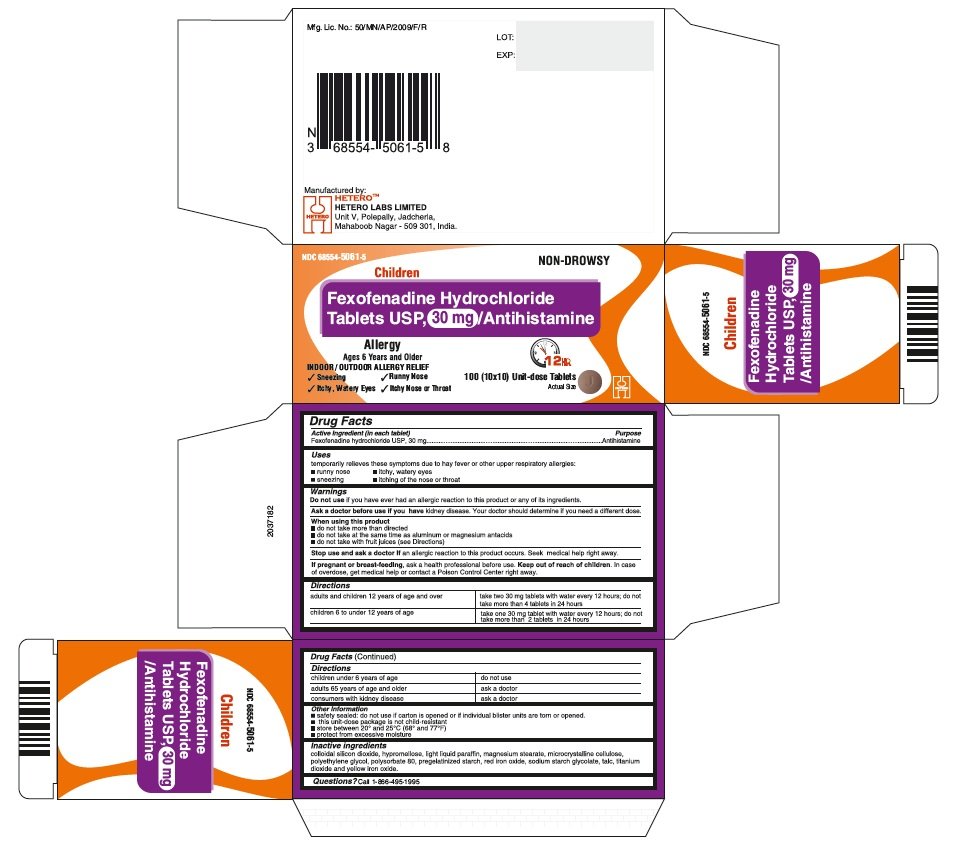 Mfg. Lic. No.: 50/MN/AP/2009/F/R
LOT:
EXP:
N
3 68554-5061-5 8
Manufactured by:
HETERO™
HETERO
HETERO LABS LIMITED
Unit V, Polepally, Jadcherla,
Mahaboob Nagar - 509 301, India.
NDC 68554-5061-5
NON-DROWSY
Children
Fexofenadine Hydrochloride
Tablets USP, 30 mg/Antihistamine
Allergy
Ages 6 Years and Older
INDOOR / OUTDOOR ALLERGY RELIEF
✓ Sneezing ✓ Runny Nose
✓ Itchy, Watery Eyes ✓ Itchy Nose or Throat
12 HR
100 (10x10) Unit-dose Tablets
Actual Size
NDC 68554-5061-5
Children
Fexofenadine
Hydrochloride
Tablets USP, 30 mg
/Antihistamine
2037182
Drug Facts
Active Ingredient (in each tablet) Purpose
Fexofenadine hydrochloride USP, 30 mg..........Antihistamine
Uses
temporarily relieves these symptoms due to hay fever or other upper respiratory allergies:
■ runny nose ■ itchy, watery eyes
■ sneezing ■ itching of the nose or throat
Warnings
Do not use if you have ever had an allergic reaction to this product or any of its ingredients.
Ask a doctor before use if you have kidney disease. Your doctor should determine if you need a different dose.
When using this product
■ do not take more than directed
■ do not take at the same time as aluminum or magnesium antacids
■ do not take with fruit juices (see Directions)
Stop use and ask a doctor if an allergic reaction to this product occurs. Seek medical help right away.
If pregnant or breast-feeding, ask a health professional before use. Keep out of reach of children. In case
of overdose, get medical help or contact a Poison Control Center right away.
Directions
adults and children 12 years of age and over take two 30 mg tablets with water every 12 hours; do not
take more than 4 tablets in 24 hours
children 6 to under 12 years of age take one 30 mg tablet with water every 12 hours; do not
take more than 2 tablets in 24 hours
Drug Facts (Continued)
Directions
children under 6 years of age do not use
adults 65 years of age and older ask a doctor
consumers with kidney disease ask a doctor
Other Information
■ safety sealed: do not use if carton is opened or if individual blister units are torn or opened.
■ this unit-dose package is not child-resistant
■ store between 20° and 25°C (68° and 77°F)
■ protect from excessive moisture
Inactive ingredients
colloidal silicon dioxide, hypromellose, light liquid paraffin, magnesium stearate, microcrystalline cellulose,
polyethylene glycol, polysorbate 80, pregelatinized starch, red iron oxide, sodium starch glycolate, talc, titanium
dioxide and yellow iron oxide.
Questions? Call 1-866-495-1995
NDC 68554-5061-5
Children
Fexofenadine
Hydrochloride
Tablets USP, 30 mg
/Antihistamine